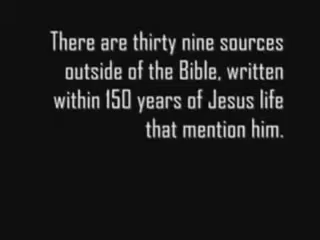 There are thirty nine sources
outside of the Bible, written
within 150 years of Jesus life
that mention him.